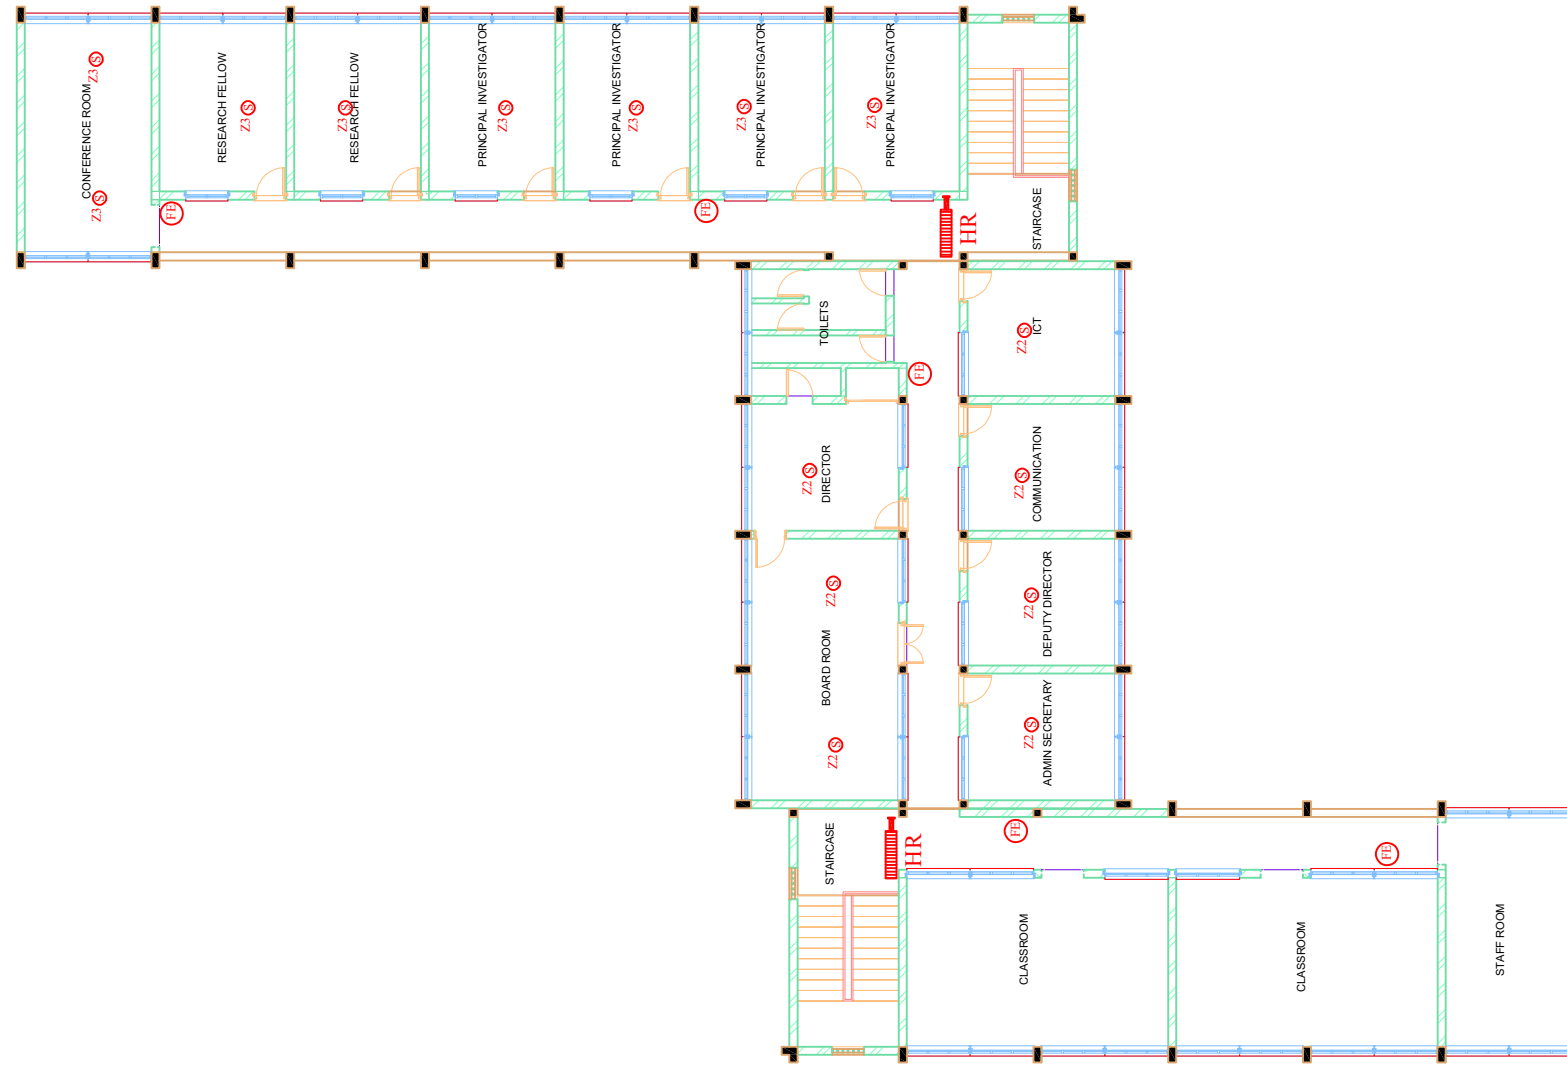 CONFERENCE ROOM
Z3 S
Z3 S
RESEARCH FELLOW
Z3 S
RESEARCH FELLOW
Z3 S
PRINCIPAL INVESTIGATOR
Z3 S
PRINCIPAL INVESTIGATOR
Z3 S
PRINCIPAL INVESTIGATOR
Z3 S
PRINCIPAL INVESTIGATOR
Z3 S
FE
FE
HR
STAIRCASE
TOILETS
FE
ICT
Z2 S
DIRECTOR
Z2 S
COMMUNICATION
Z2 S
BOARD ROOM
Z2 S
Z2 S
DEPUTY DIRECTOR
Z2 S
ADMIN SECRETARY
Z2 S
STAIRCASE
HR
FE
FE
CLASSROOM
CLASSROOM
STAFF ROOM